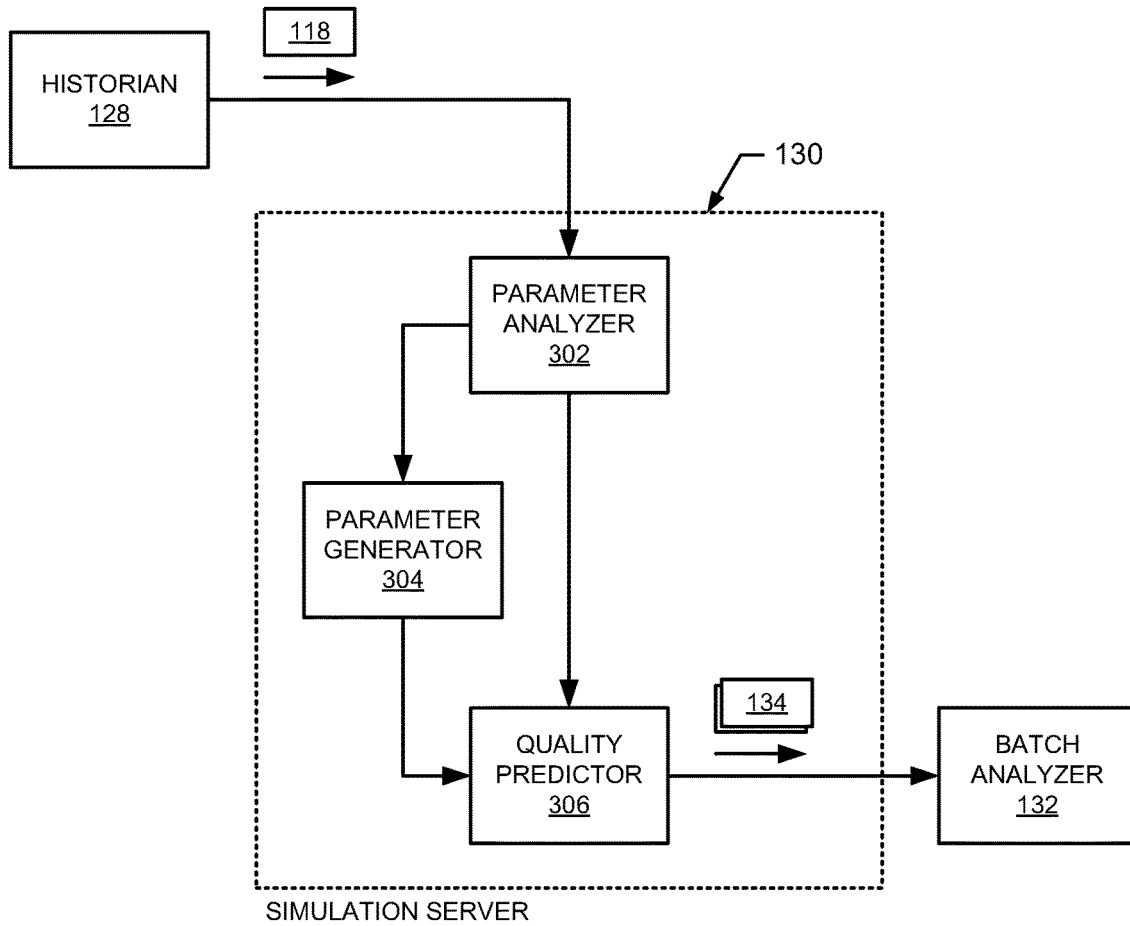 118
HISTORIAN
128
130
PARAMETER
ANALYZER
302
PARAMETER
GENERATOR
304
134
QUALITY
PREDICTOR
306
BATCH
ANALYZER
132
SIMULATION SERVER